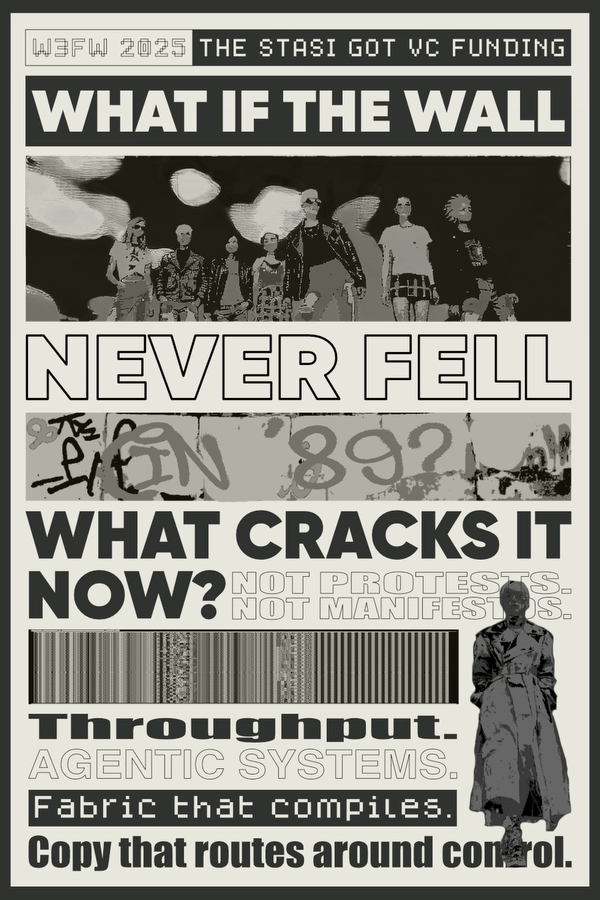 W3FW 2025 THE STASI GOT VC FUNDING
WHAT IF THE WALL
NEVER FELL
IN '89?
WHAT CRACKS IT
NOW? NOT PROTESTS.
NOT MANIFESTOS.
Throughput.
AGENTIC SYSTEMS.
Fabric that compiles.
Copy that routes around control.